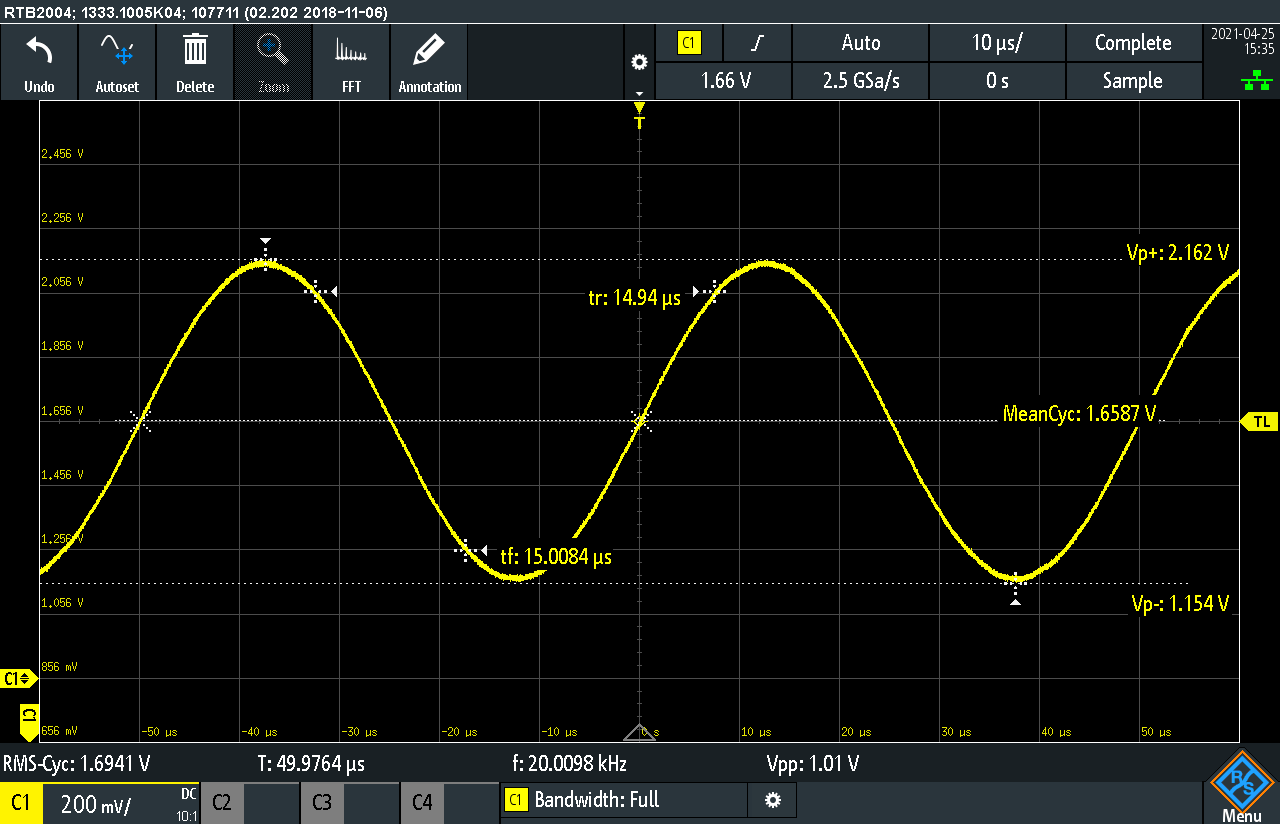 RTB2004; 1333.1005K04; 107711 (02.202 2018-11-06)
Undo
Autoset
Delete
Zoom
FFT
Annotation
C1
Auto
10 µs/
Complete
2021-04-25
15:35
1.66 V
2.5 GSa/s
0 s
Sample
T
2.456 V
2.256 V
Vp+: 2.162 V
2.056 V
tr: 14.94 µs
1.856 V
1.656 V
MeanCyc: 1.6587 V
TL
1.456 V
1.256 V
tf: 15.0084 µs
1.056 V
Vp-: 1.154 V
856 mV
C1
C1
656 mV
-50 µs
-40 µs
-30 µs
-20 µs
-10 µs
0 s
10 µs
20 µs
30 µs
40 µs
50 µs
RMS-Cyc: 1.6941 V
T: 49.9764 µs
f: 20.0098 kHz
Vpp: 1.01 V
C1
200 mV/
DC
10:1
C2
C3
C4
C1
Bandwidth: Full
R S
Menu